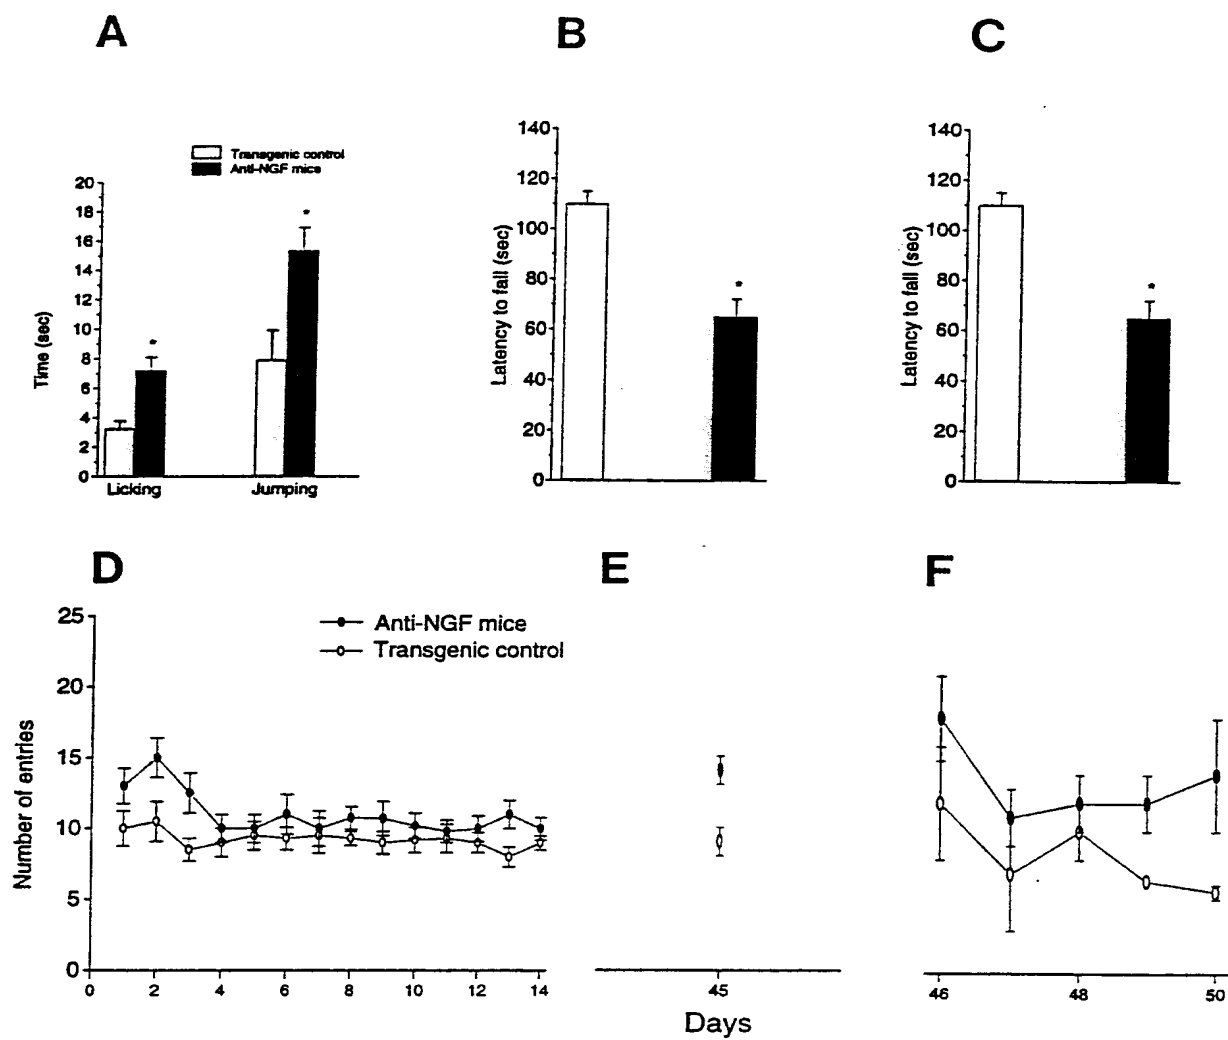 A
B
C
Transgenic control
Anti-NGF mice
20
18
16
14
12
10
8
6
4
2
0
Time (sec)
*
*
Licking
Jumping
140
120
100
80
60
40
20
0
Latency to fall (sec)
*
140
120
100
80
60
40
20
0
Latency to fall (sec)
*
D
E
F
25
20
15
10
5
0
Number of entries
Anti-NGF mice
Transgenic control
0
2
4
6
8
10
12
14
45
46
48
50
Days